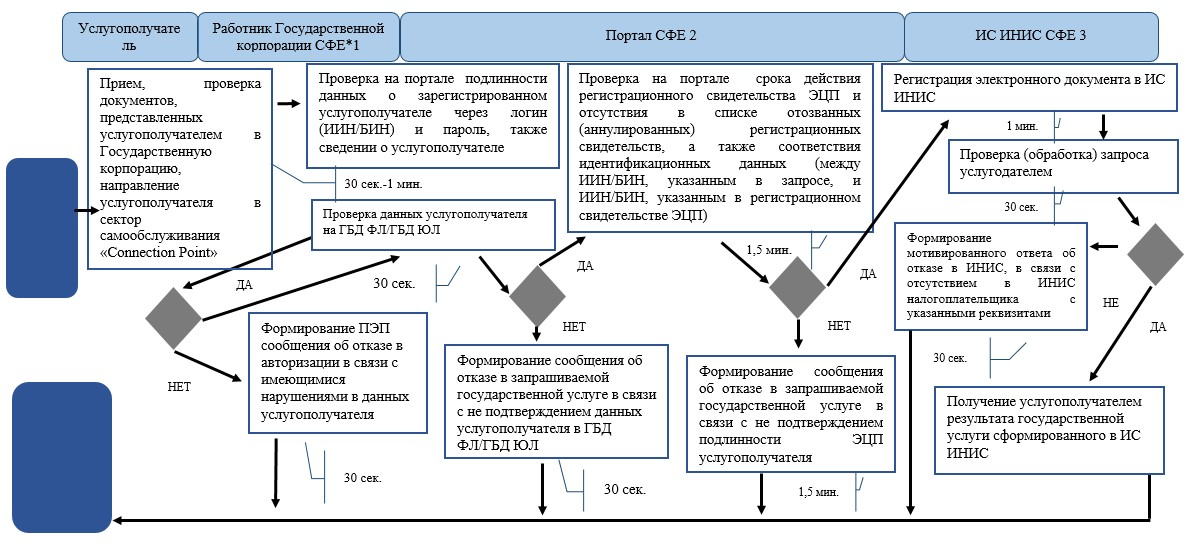 Услугополучате
ль
Работник Государственной
корпорации СФЕ*1
Портал СФЕ 2
ИС ИНИС СФЕ 3
Прием, проверка
документов,
представленных
услугополучателем в
Государственную
корпорацию,
направление
услугополучателя в
сектор
самообслуживания
«Connection Point»
Проверка на портале подлинности
данных о зарегистрированном
услугополучателе через логин
(ИИН/БИН) и пароль, также
сведении о услугополучателе
30 сек.-1 мин.
Проверка данных услугополучателя
на ГБД ФЛ/ГБД ЮЛ
30 сек.
ДА
НЕТ
Формирование ПЭП
сообщения об отказе в
авторизации в связи с
имеющимися
нарушениями в данных
услугополучателя
30 сек.
ДА
НЕТ
Формирование сообщения об
отказе в запрашиваемой
государственной услуге в связи
с не подтверждением данных
услугополучателя в ГБД
ФЛ/ГБД ЮЛ
30 сек.
Проверка на портале срока действия
регистрационного свидетельства ЭЦП и
отсутствия в списке отозванных
(аннулированных) регистрационных
свидетельств, а также соответствия
идентификационных данных (между
ИИН/БИН, указанным в запросе, и
ИИН/БИН, указанным в регистрационном
свидетельстве ЭЦП)
1,5 мин.
ДА
НЕТ
Формирование сообщения
об отказе в запрашиваемой
государственной услуге в
связи с не подтверждением
подлинности ЭЦП
услугополучателя
1,5 мин.
Регистрация электронного документа в ИС
ИНИС
1 мин.
Проверка (обработка) запроса
услугодателем
30 сек.
Формирование
мотивированного ответа об
отказе в ИНИС, в связи с
отсутствием в ИНИС
налогоплательщика с
указанными реквизитами
НЕ
ДА
30 сек.
Получение услугополучателем
результата государственной
услуги сформированного в ИС
ИНИС